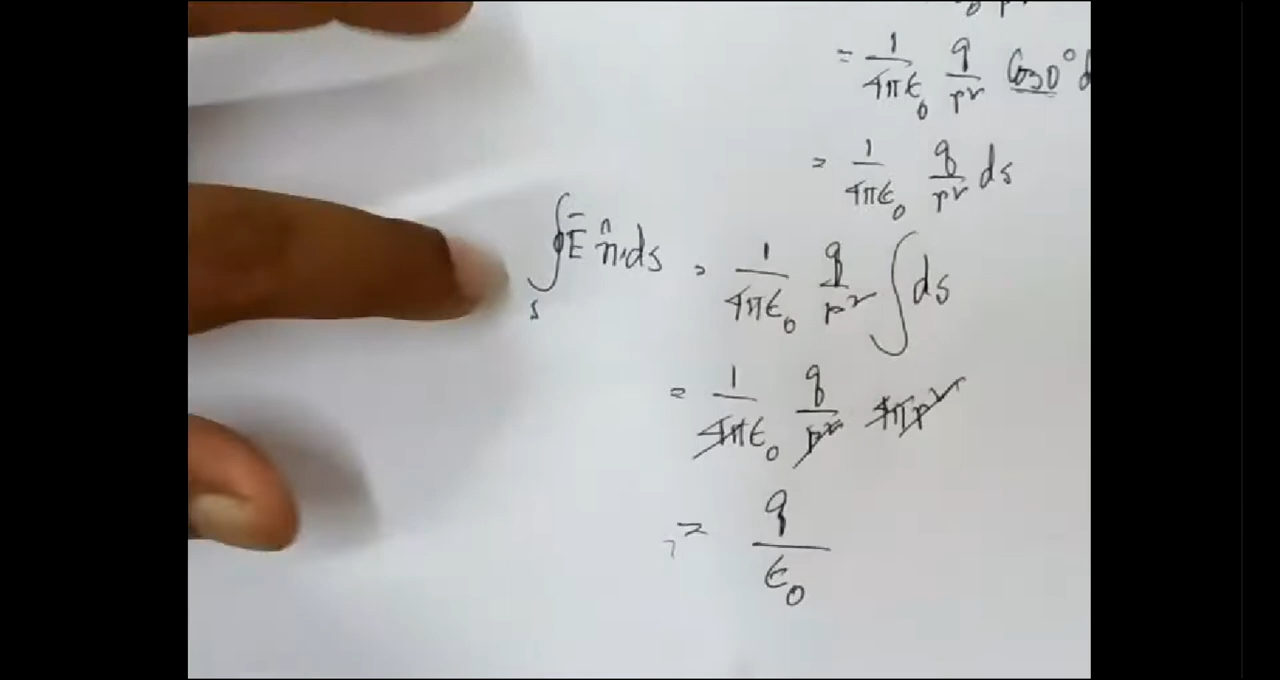 = 1/4πε₀ q/r² Cos0° d
= 1/4πε₀ q/r² ds
∮s Ē n̂.ds = 1/4πε₀ q/r² ∫ds
= 1/4πε₀ q/r² 4πr²
= q/ε₀